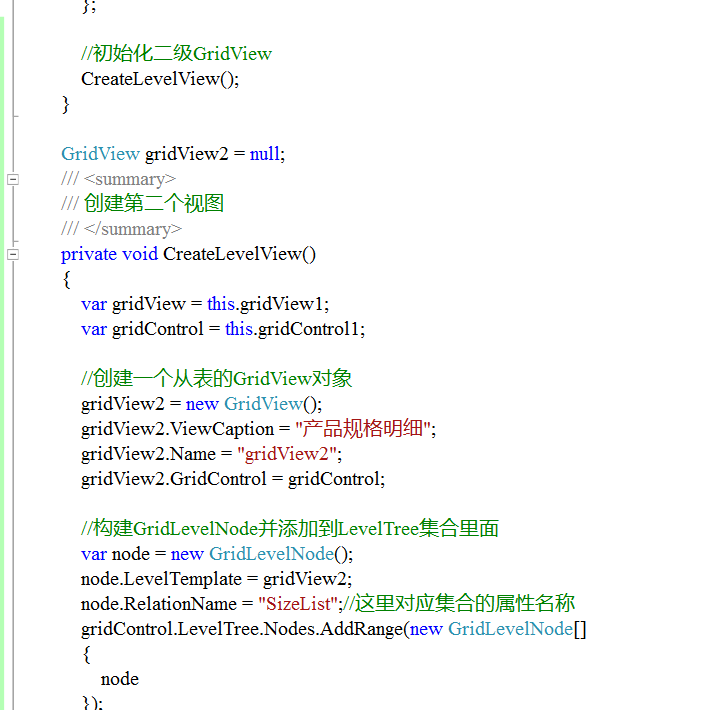 };
//初始化二级GridView
CreateLevelView();
}
GridView gridView2 = null;
/// <summary>
/// 创建第二个视图
/// </summary>
private void CreateLevelView()
{
var gridView = this.gridView1;
var gridControl = this.gridControl1;
//创建一个从表的GridView对象
gridView2 = new GridView();
gridView2.ViewCaption = "产品规格明细";
gridView2.Name = "gridView2";
gridView2.GridControl = gridControl;
//构建GridLevelNode并添加到LevelTree集合里面
var node = new GridLevelNode();
node.LevelTemplate = gridView2;
node.RelationName = "SizeList";//这里对应集合的属性名称
gridControl.LevelTree.Nodes.AddRange(new GridLevelNode[]
{
node
});